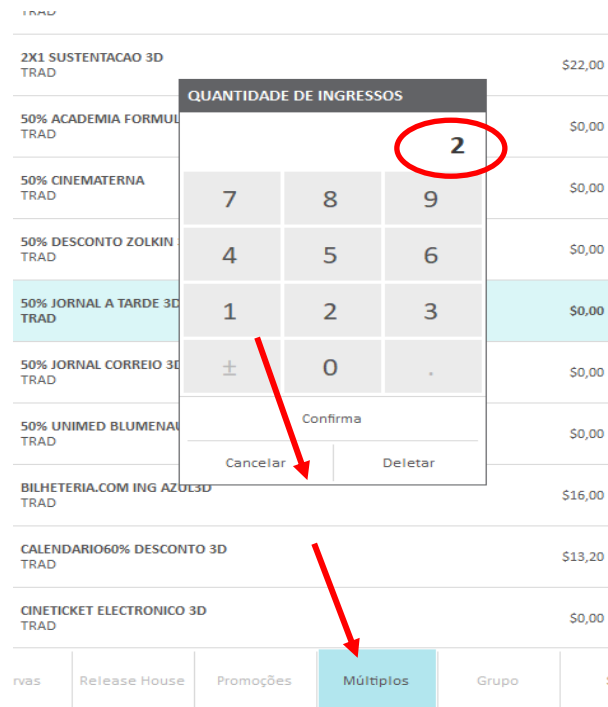 TRAD
2X1 SUSTENTACAO 3D
TRAD
$22,00
QUANTIDADE DE INGRESSOS
2
50% ACADEMIA FORMUL
TRAD
$0,00
50% CINEMATERNA
TRAD
$0,00
7 8 9
50% DESCONTO ZOLKIN
TRAD
$0,00
4 5 6
50% JORNAL A TARDE 3D
TRAD
$0,00
1 2 3
50% JORNAL CORREIO 3D
TRAD
$0,00
± 0 .
50% UNIMED BLUMENAU
TRAD
$0,00
Confirma
Cancelar Deletar
BILHETERIA.COM ING AZUL3D
TRAD
$16,00
CALENDARIO60% DESCONTO 3D
TRAD
$13,20
CINETICKET ELECTRONICO 3D
TRAD
$0,00
rvas Release House Promoções Múltiplos Grupo